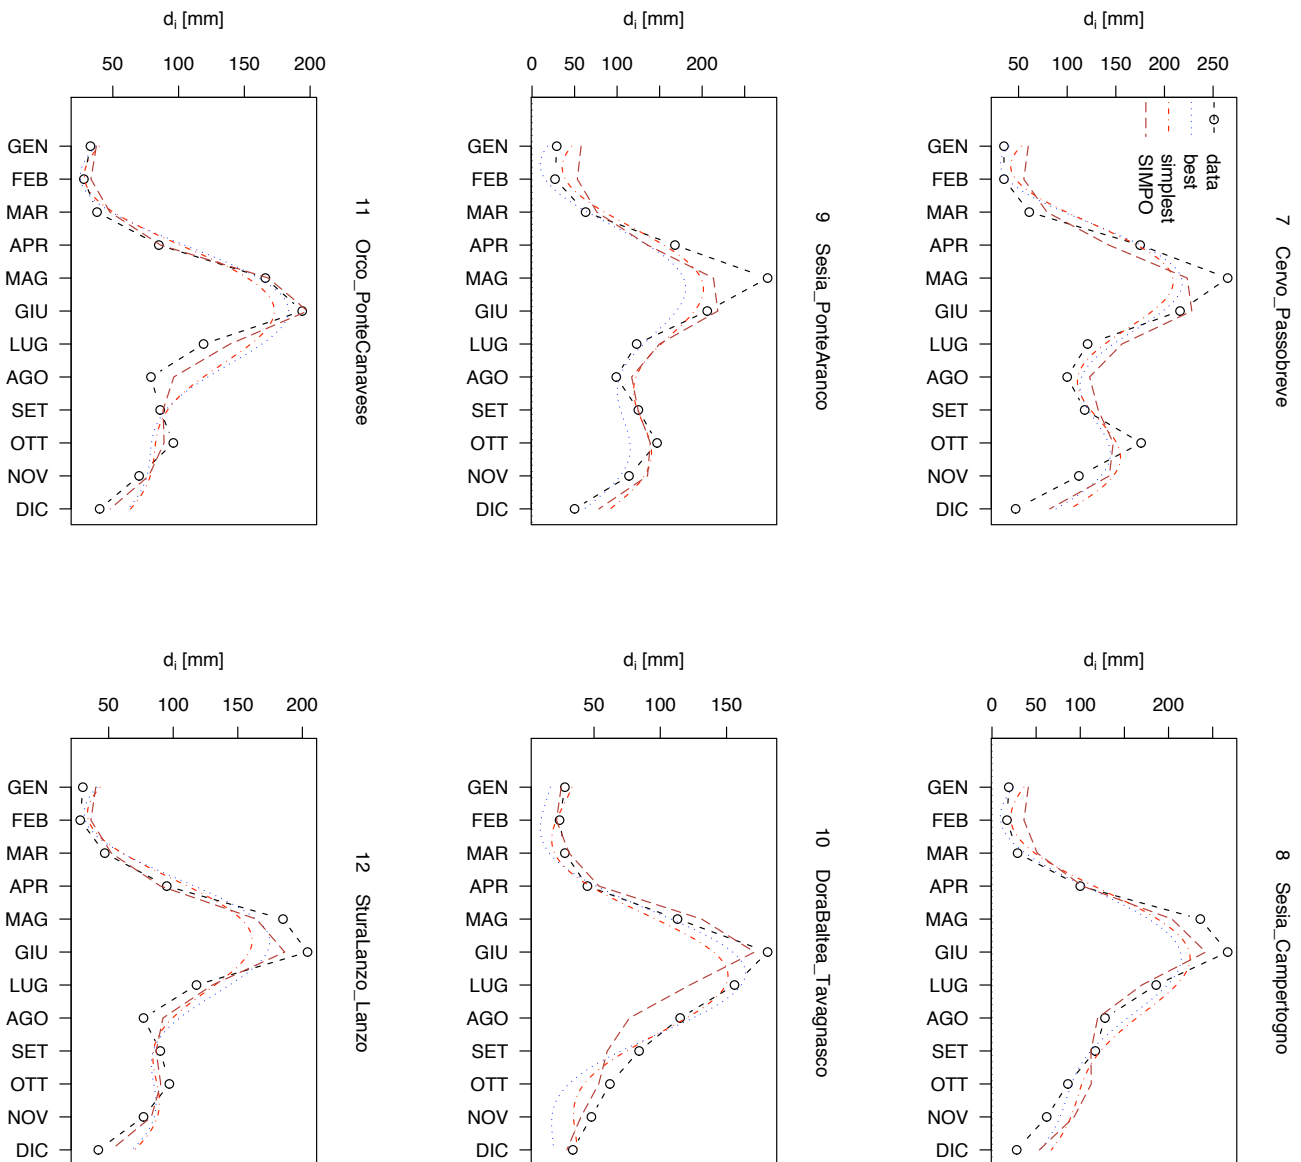 7 Cervo_Passobreve
di [mm]
50 100 150 200 250
GEN
FEB
MAR
APR
MAG
GIU
LUG
AGO
SET
OTT
NOV
DIC
data
best
simplest
SIMPO
8 Sesia_Campertogno
di [mm]
0 50 100 200
GEN
FEB
MAR
APR
MAG
GIU
LUG
AGO
SET
OTT
NOV
DIC
9 Sesia_PonteAranco
di [mm]
0 50 100 200
GEN
FEB
MAR
APR
MAG
GIU
LUG
AGO
SET
OTT
NOV
DIC
10 DoraBaltea_Tavagnasco
di [mm]
50 100 150
GEN
FEB
MAR
APR
MAG
GIU
LUG
AGO
SET
OTT
NOV
DIC
11 Orco_PonteCanavese
di [mm]
50 100 150 200
GEN
FEB
MAR
APR
MAG
GIU
LUG
AGO
SET
OTT
NOV
DIC
12 SturaLanzo_Lanzo
di [mm]
50 100 150 200
GEN
FEB
MAR
APR
MAG
GIU
LUG
AGO
SET
OTT
NOV
DIC